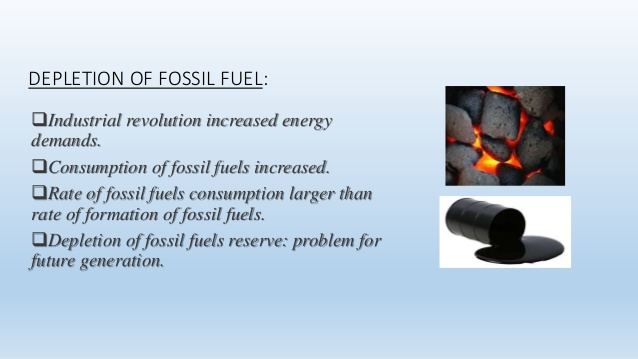 DEPLETION OF FOSSIL FUEL:
❑Industrial revolution increased energy
demands.
❑Consumption of fossil fuels increased.
❑Rate of fossil fuels consumption larger than
rate of formation of fossil fuels.
❑Depletion of fossil fuels reserve: problem for
future generation.